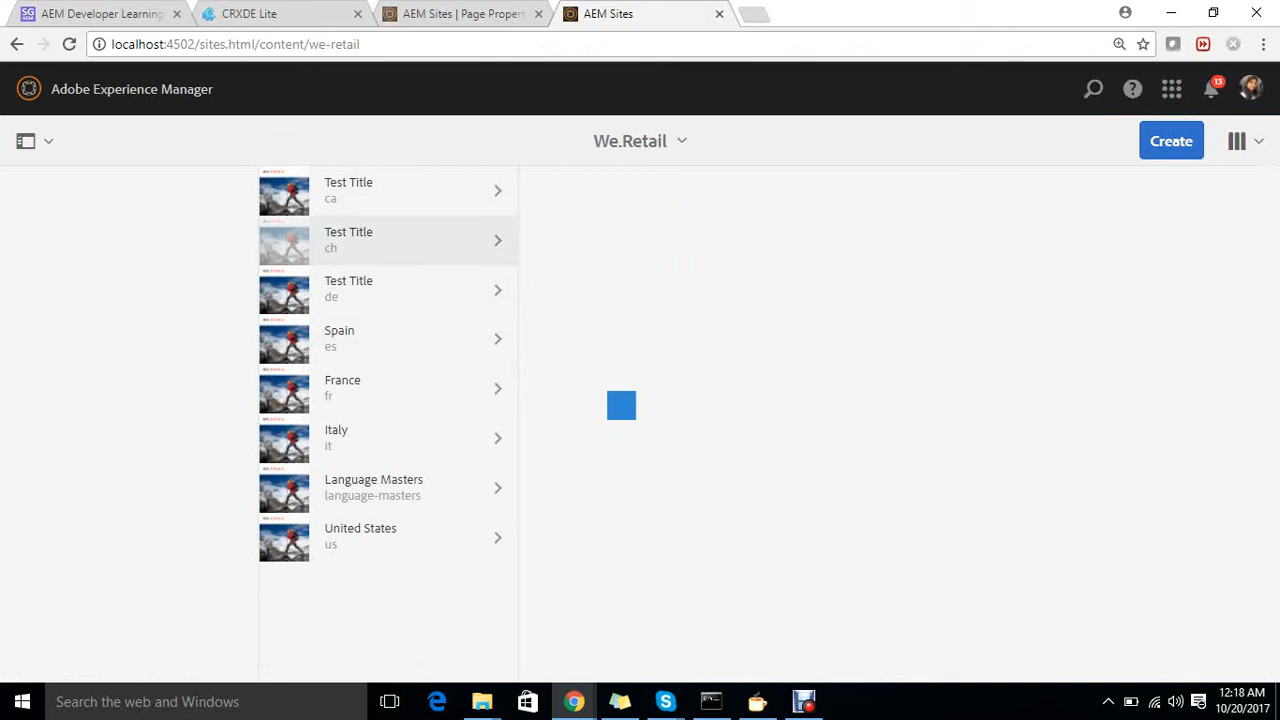 SG
AEM Developer Learning
CRXDE Lite
AEM Sites | Page Propert
AEM Sites
localhost:4502/sites.html/content/we-retail
Adobe Experience Manager
13
We.Retail
Create
Test Title
ca
Test Title
ch
Test Title
de
Spain
es
France
fr
Italy
it
Language Masters
language-masters
United States
us
Search the web and Windows
12:18 AM
10/20/2017